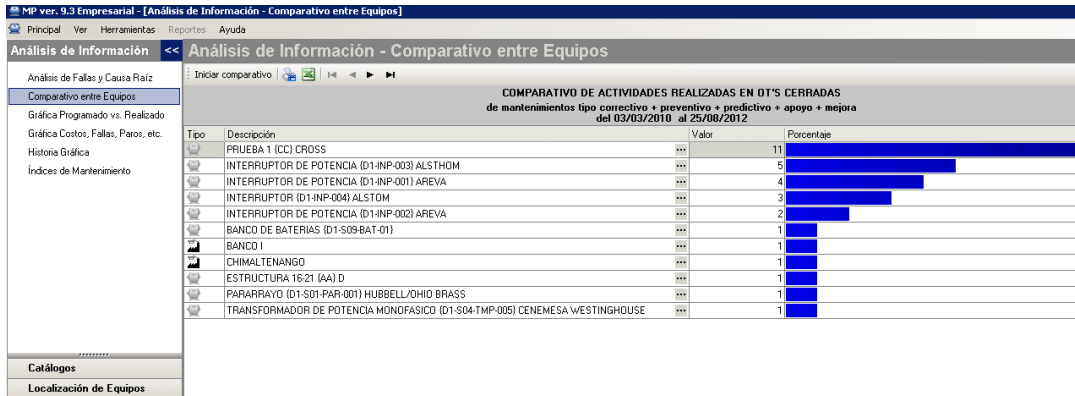 MP ver. 9.3 Empresarial - [Análisis de Información - Comparativo entre Equipos]
Principal Ver Herramientas Reportes Ayuda
Análisis de Información << Análisis de Información - Comparativo entre Equipos
Iniciar comparativo
Análisis de Fallas y Causa Raíz
Comparativo entre Equipos
Gráfica Programado vs. Realizado
Gráfica Costos, Fallas, Paros, etc.
Historia Gráfica
Índices de Mantenimiento
COMPARATIVO DE ACTIVIDADES REALIZADAS EN OT'S CERRADAS
de mantenimientos tipo correctivo + preventivo + predictivo + apoyo + mejora
del 03/03/2010 al 25/08/2012
Tipo Descripción Valor Porcentaje
PRUEBA 1 (CC) CROSS ... 11
INTERRUPTOR DE POTENCIA {D1-INP-003} ALSTHOM ... 5
INTERRUPTOR DE POTENCIA {D1-INP-001} AREVA ... 4
INTERRUPTOR {D1-INP-004} ALSTOM ... 3
INTERRUPTOR DE POTENCIA {D1-INP-002} AREVA ... 2
BANCO DE BATERIAS {D1-S09-BAT-01} ... 1
BANCO I ... 1
CHIMALTENANGO ... 1
ESTRUCTURA 16-21 (AA) D ... 1
PARARRAYO {D1-S01-PAR-001} HUBBELL/OHIO BRASS ... 1
TRANSFORMADOR DE POTENCIA MONOFASICO {D1-S04-TMP-005} CENEMESA WESTINGHOUSE ... 1
Catálogos
Localización de Equipos